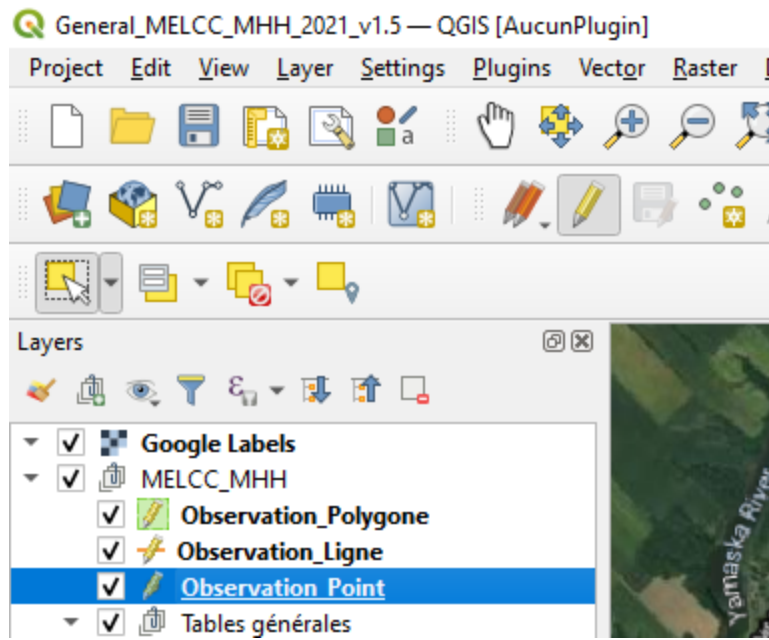 General_MELCC_MHH_2021_v1.5 — QGIS [AucunPlugin]
Project Edit View Layer Settings Plugins Vector Raster
a
Layers
ε
Google Labels
MELCC_MHH
Observation_Polygone
Observation_Ligne
Observation_Point
Tables générales
Yamaska River